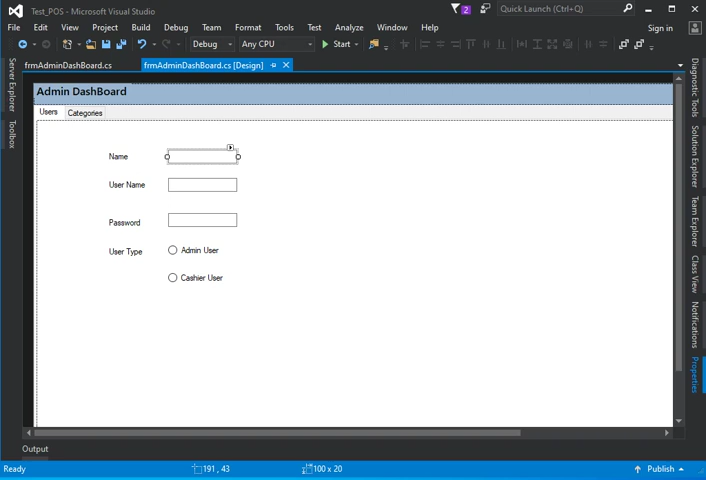 Test_POS - Microsoft Visual Studio
2
Quick Launch (Ctrl+Q)
File Edit View Project Build Debug Team Format Tools Test Analyze Window Help
Sign in
Debug Any CPU Start
frmAdminDashBoard.cs frmAdminDashBoard.cs [Design]
Server Explorer
Toolbox
Admin DashBoard
Users Categories
Name
User Name
Password
User Type Admin User
Cashier User
Diagnostic Tools
Solution Explorer
Team Explorer
Class View
Notifications
Properties
Output
Ready 191 , 43 100 x 20 Publish